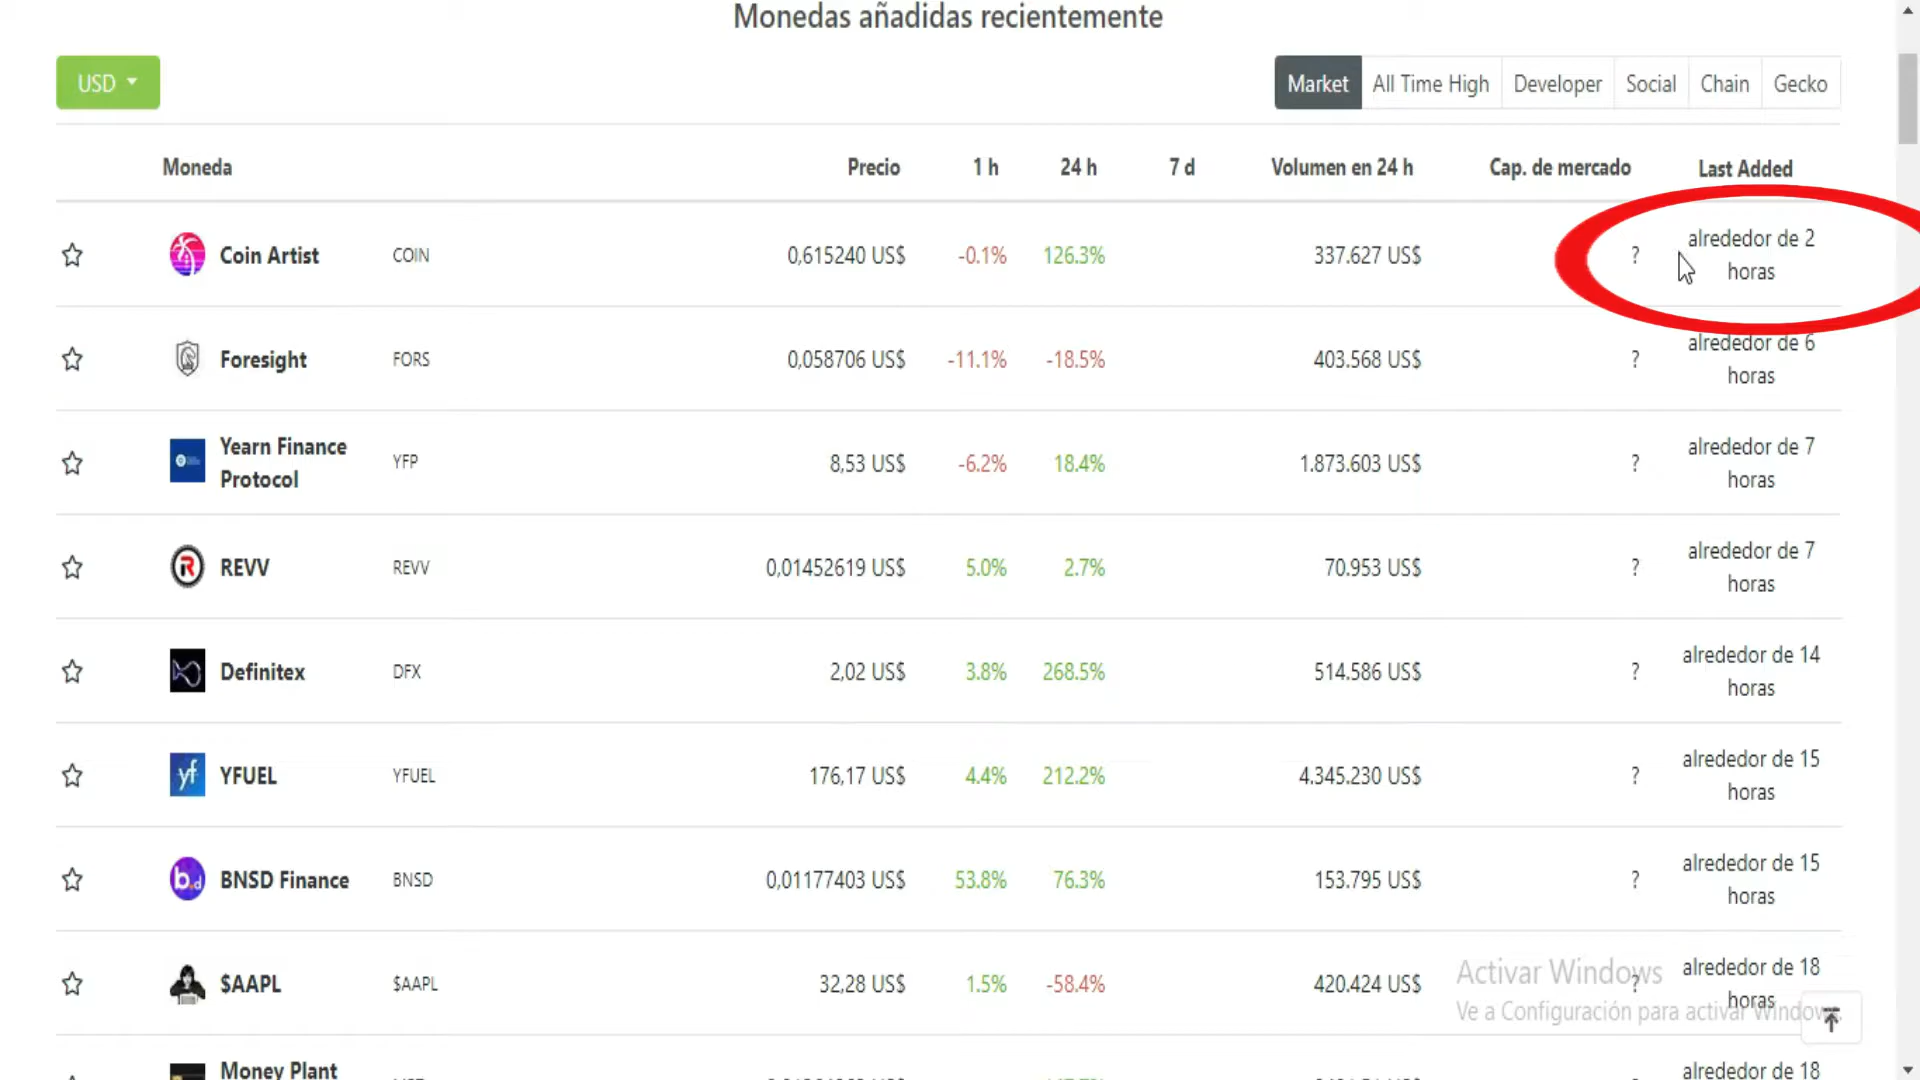 Monedas añadidas recientemente
USD
Market All Time High Developer Social Chain Gecko
Moneda Precio 1 h 24 h 7 d Volumen en 24 h Cap. de mercado Last Added
Coin Artist COIN 0,615240 US$ -0.1% 126.3% 337.627 US$ ? alrededor de 2
horas
Foresight FORS 0,058706 US$ -11.1% -18.5% 403.568 US$ ? alrededor de 6
horas
Yearn Finance
Protocol YFP 8,53 US$ -6.2% 18.4% 1.873.603 US$ ? alrededor de 7
horas
R
REVV REVV 0,01452619 US$ 5.0% 2.7% 70.953 US$ ? alrededor de 7
horas
Definitex DFX 2,02 US$ 3.8% 268.5% 514.586 US$ ? alrededor de 14
horas
yf
YFUEL YFUEL 176,17 US$ 4.4% 212.2% 4.345.230 US$ ? alrededor de 15
horas
b.d
BNSD Finance BNSD 0,01177403 US$ 53.8% 76.3% 153.795 US$ ? alrededor de 15
horas
$AAPL $AAPL 32,28 US$ 1.5% -58.4% 420.424 US$ ? alrededor de 18
horas
Activar Windows
Ve a Configuración para activar Windows.
Money Plant alrededor de 18